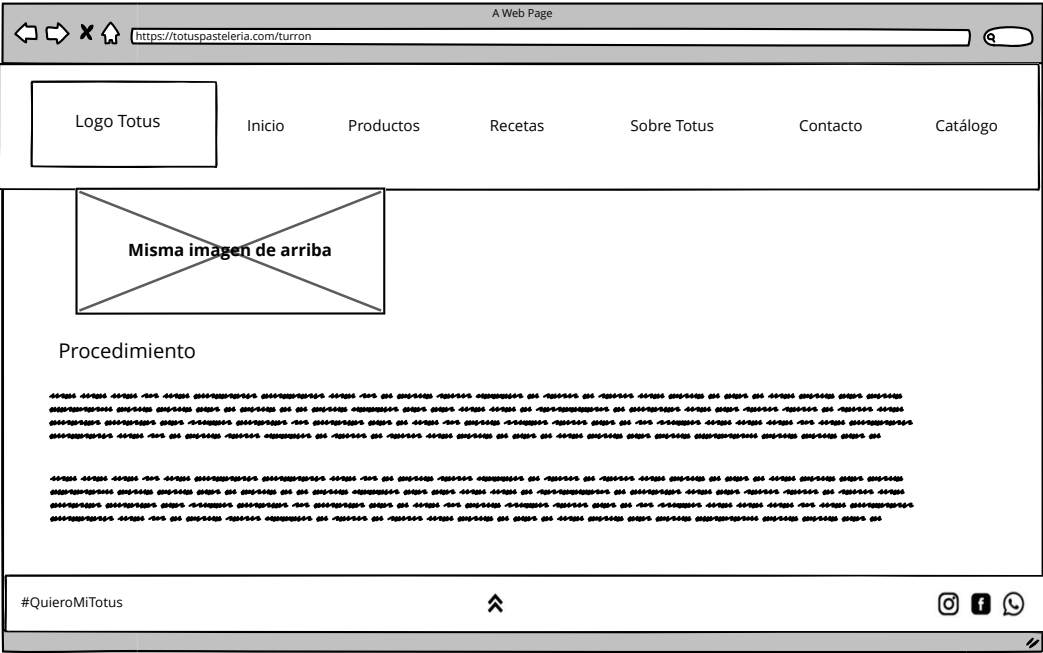 A Web Page
https://totuspasteleria.com/turron
Logo Totus
Inicio
Productos
Recetas
Sobre Totus
Contacto
Catálogo
Misma imagen de arriba
Procedimiento
#QuieroMiTotus